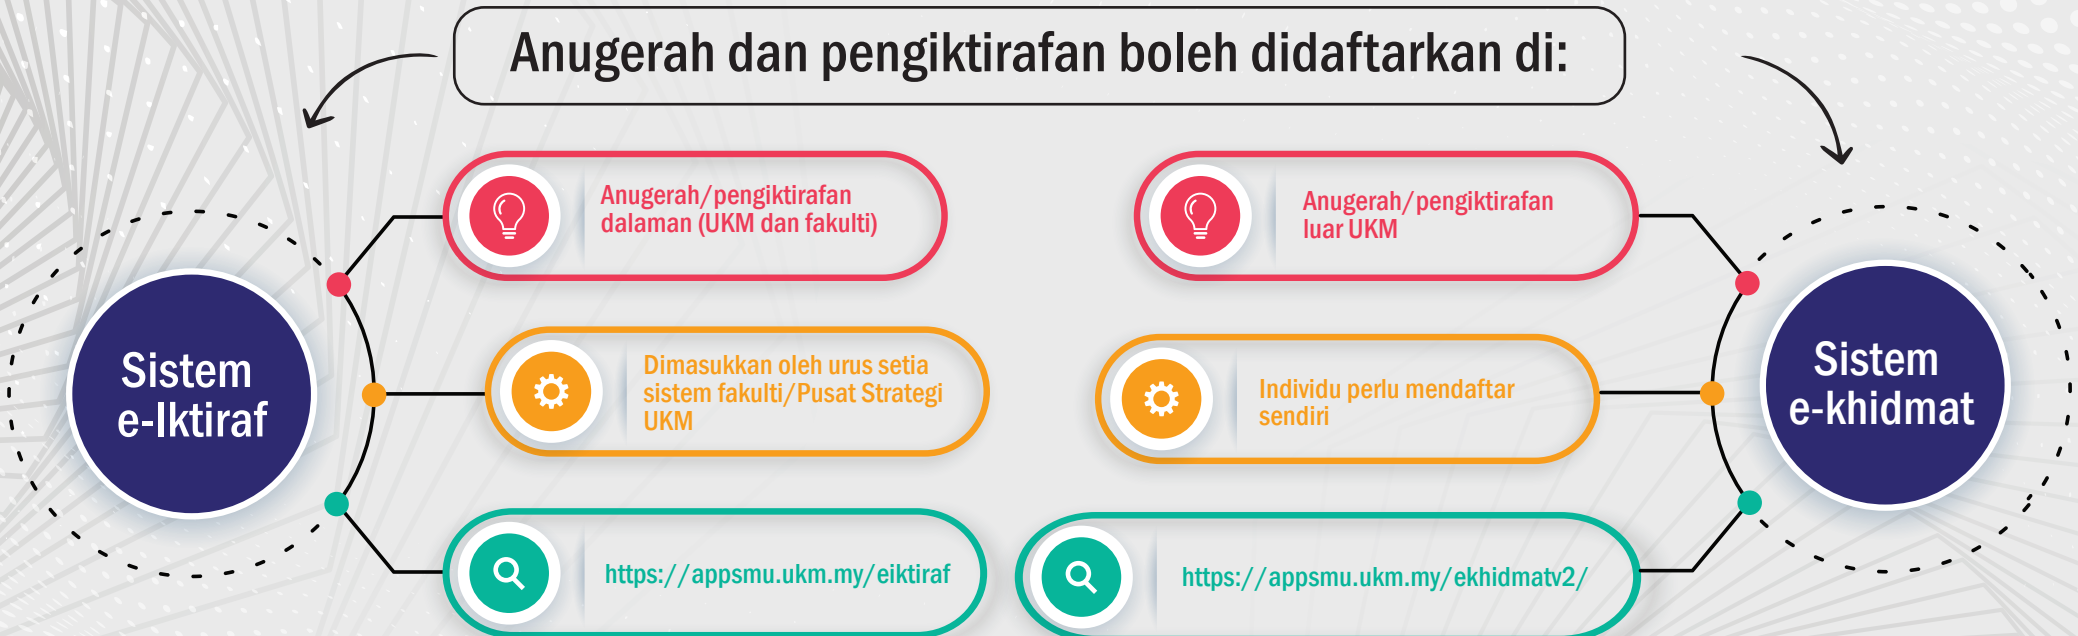 Anugerah dan pengiktirafan boleh didaftarkan di:
Sistem
e-Iktiraf
Anugerah/pengiktirafan
dalaman (UKM dan fakulti)
Dimasukkan oleh urus setia
sistem fakulti/Pusat Strategi
UKM
https://appsmu.ukm.my/eiktiraf
Anugerah/pengiktirafan
luar UKM
Individu perlu mendaftar
sendiri
https://appsmu.ukm.my/ekhidmatv2/
Sistem
e-khidmat